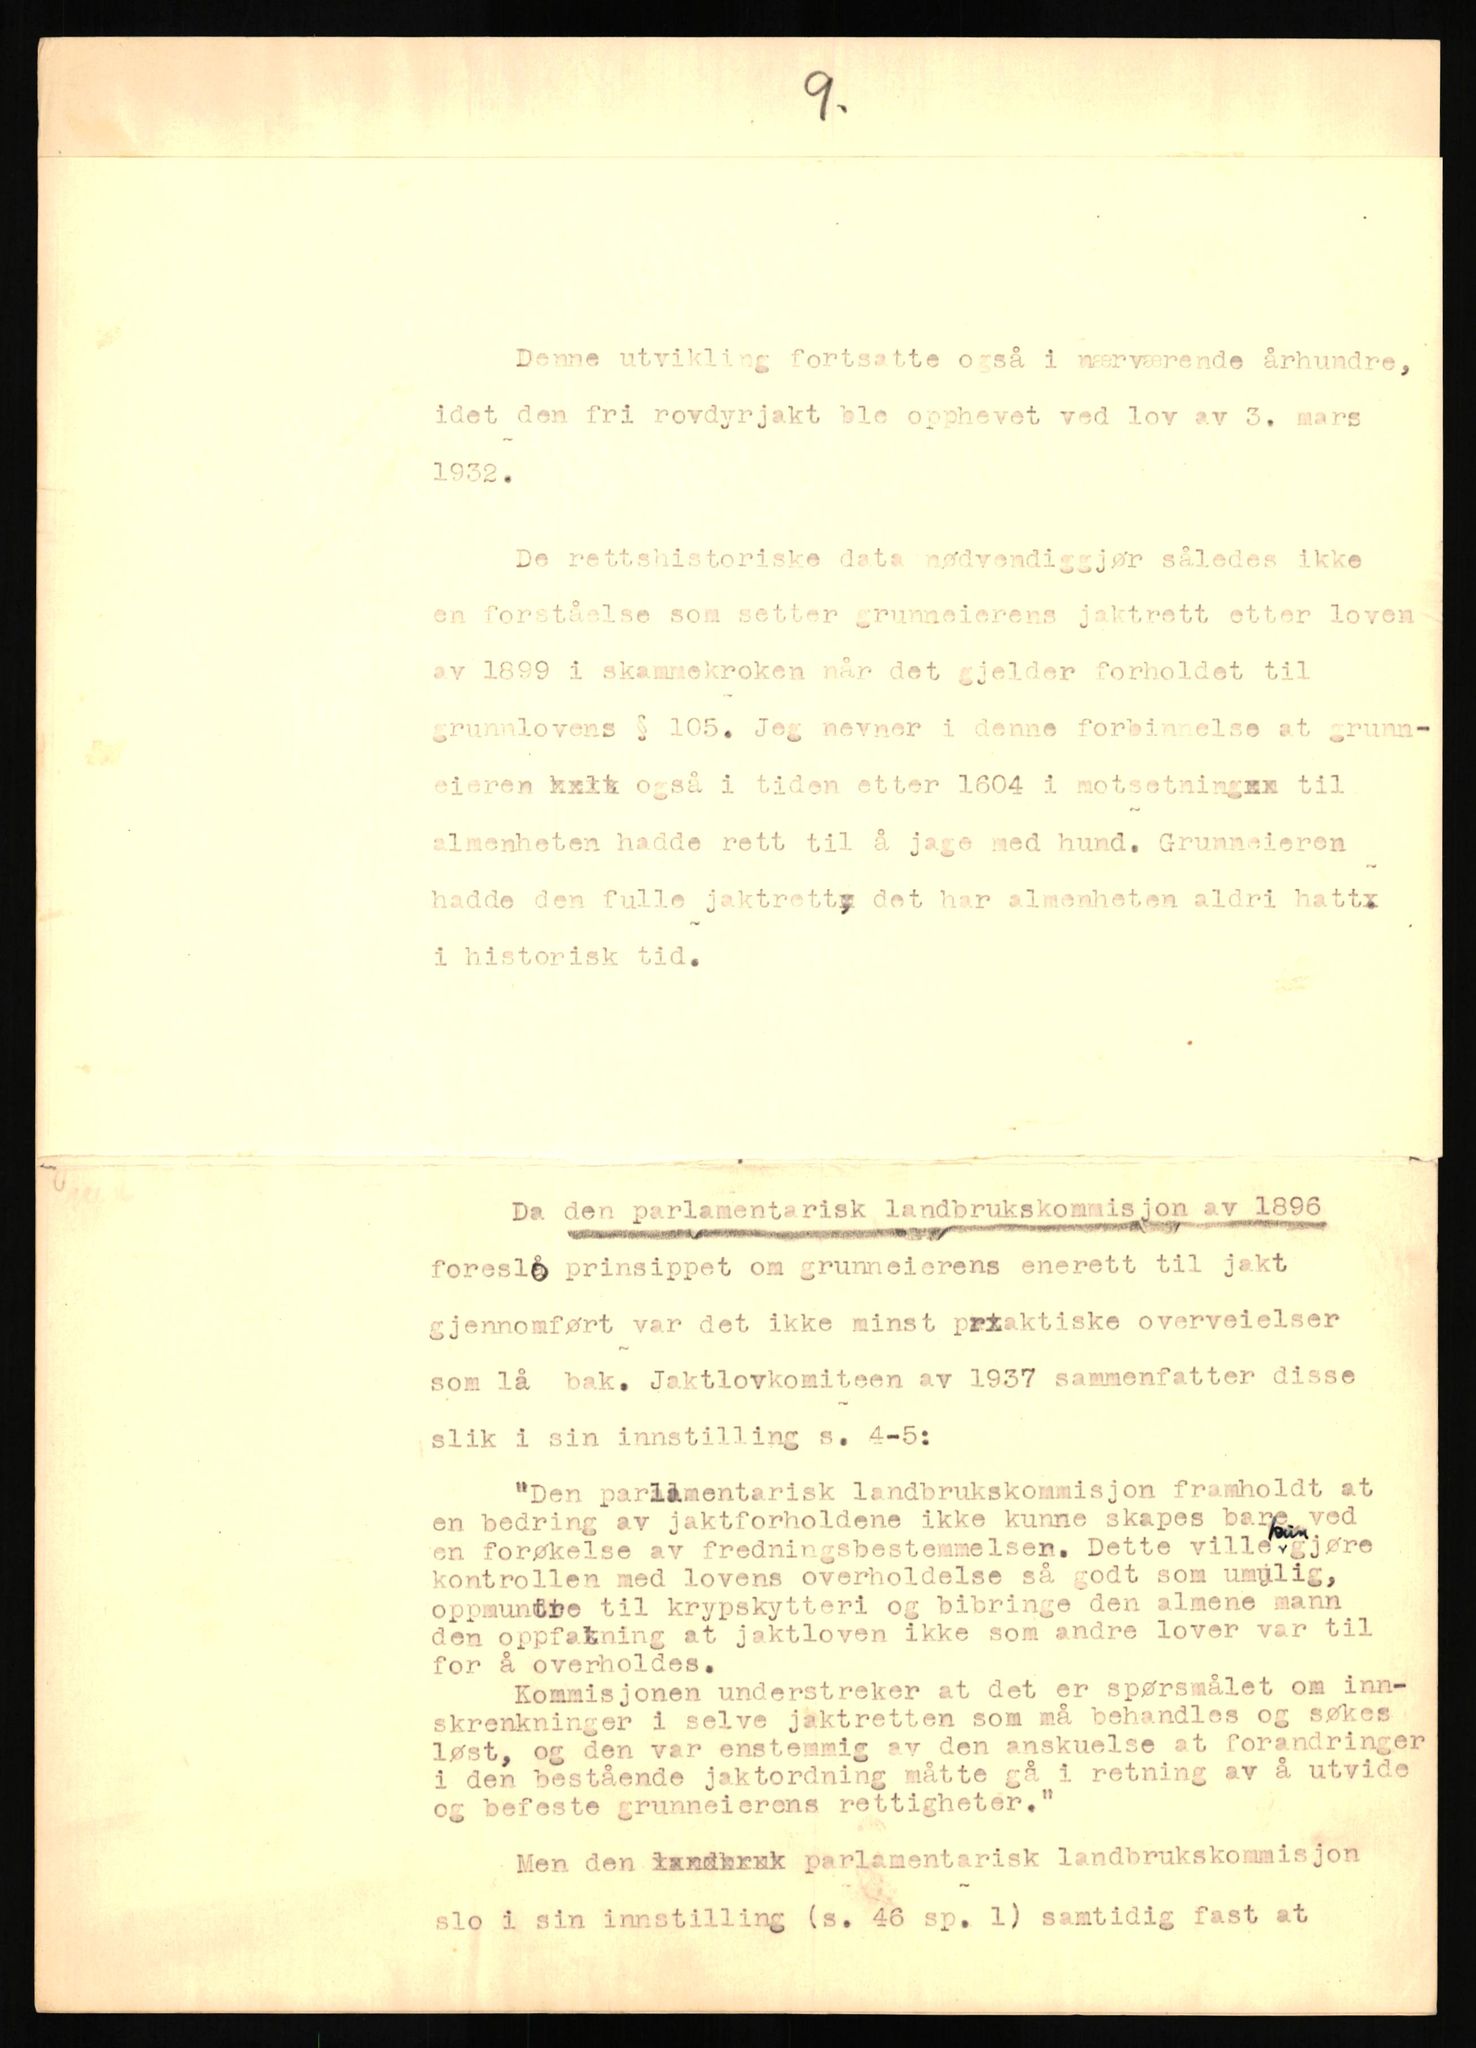 9.
Denne utvikling fortsatte også i nærværende århundre,
idet den fri rovdyrjakt ble opphevet ved lov av 3. mars
1932.
De rettshistoriske data nødvendiggjør således ikke
en forståelse som setter grunneierens jaktrett etter loven
av 1899 i skammekroken når det gjelder forholdet til
grunnlovens § 105. Jeg nevner i denne forbinnelse at grunn-
eieren også i tiden etter 1604 i motsetning til
almenheten hadde rett til å jage med hund. Grunneieren
hadde den fulle jaktrett, det har almenheten aldri hatt
i historisk tid.
Da den parlamentarisk landbrukskommisjon av 1896
foreslo prinsippet om grunneierens enerett til jakt
gjennomført var det ikke minst praktiske overveielser
som lå bak. Jaktlovkomiteen av 1937 sammenfatter disse
slik i sin innstilling s. 4-5:
"Den parlamentarisk landbrukskommisjon framholdt at
en bedring av jaktforholdene ikke kunne skapes bare ved
en forøkelse av fredningsbestemmelsen. Dette ville kun gjøre
kontrollen med lovens overholdelse så godt som umulig,
oppmuntre til krypskytteri og bibringe den almene mann
den oppfatning at jaktloven ikke som andre lover var til
for å overholdes.
Kommisjonen understreker at det er spørsmålet om inn-
skrenkninger i selve jaktretten som må behandles og søkes
løst, og den var enstemmig av den anskuelse at forandringer
i den bestående jaktordning måtte gå i retning av å utvide
og befeste grunneierens rettigheter."
Men den landbruk parlamentarisk landbrukskommisjon
slo i sin innstilling (s. 46 sp. 1) samtidig fast at